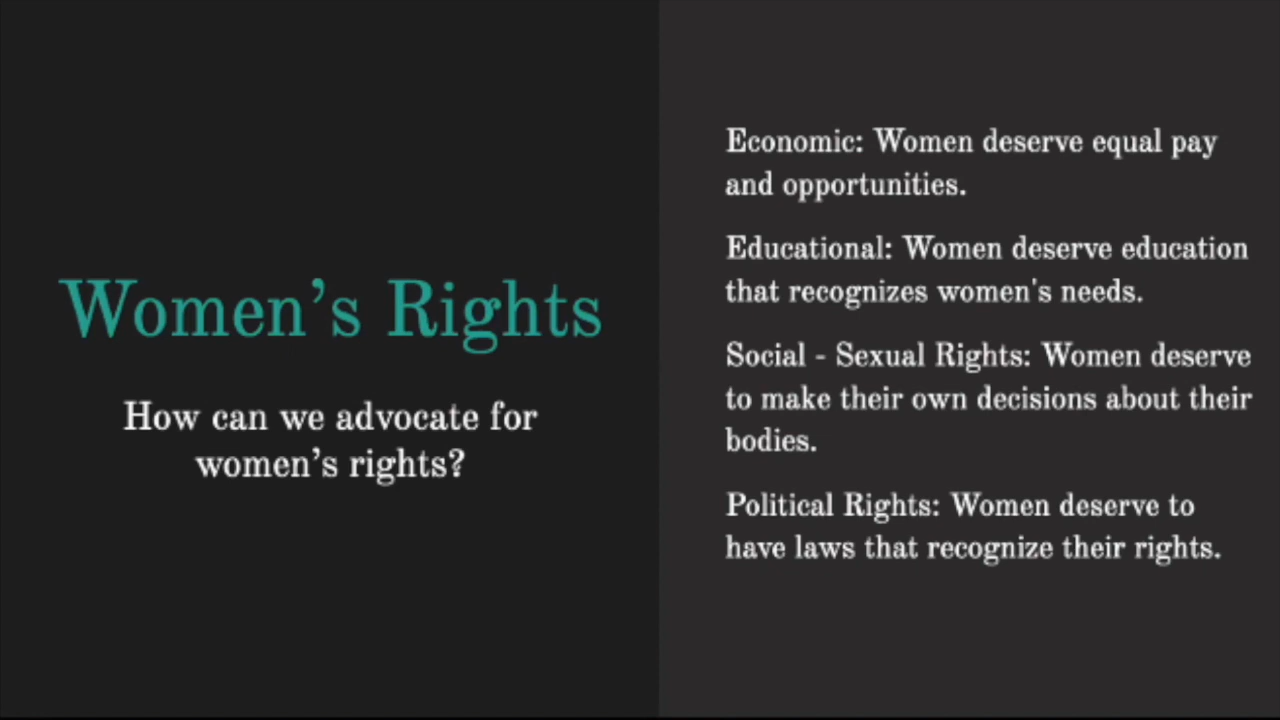 Women’s Rights
How can we advocate for
women’s rights?
Economic: Women deserve equal pay
and opportunities.
Educational: Women deserve education
that recognizes women's needs.
Social - Sexual Rights: Women deserve
to make their own decisions about their
bodies.
Political Rights: Women deserve to
have laws that recognize their rights.